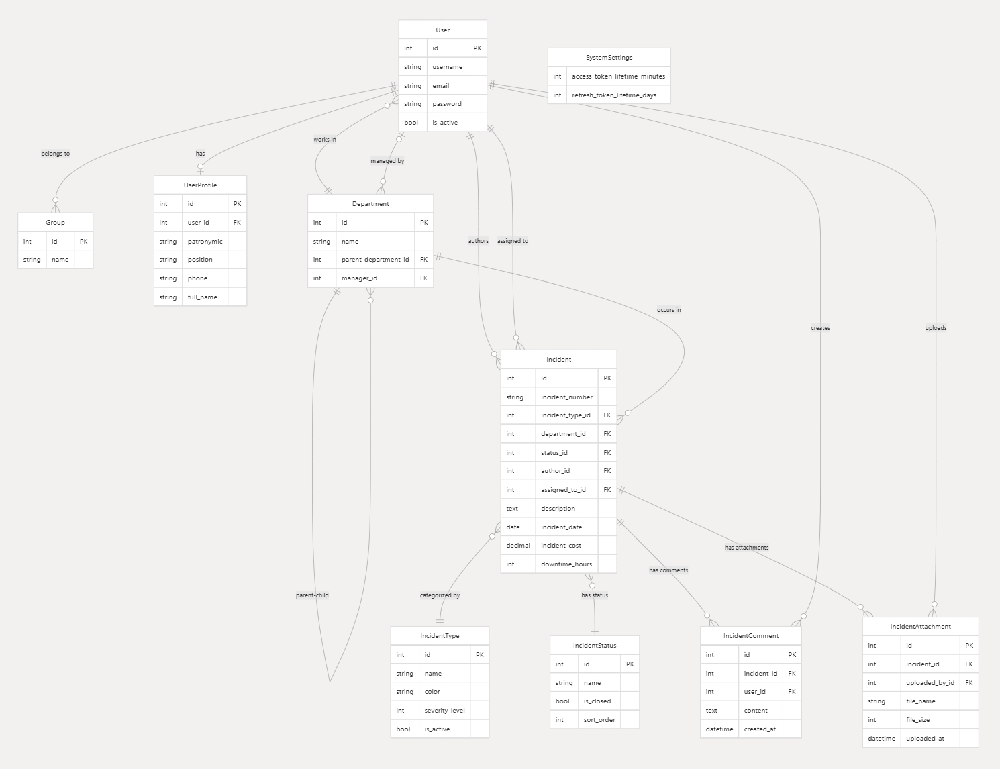 User
int id PK
string username
string email
string password
bool is_active
SystemSettings
int access_token_lifetime_minutes
int refresh_token_lifetime_days
belongs to
has
works in
managed by
authors
assigned to
occurs in
creates
uploads
Group
int id PK
string name
UserProfile
int id PK
int user_id FK
string patronymic
string position
string phone
string full_name
Department
int id PK
string name
int parent_department_id FK
int manager_id FK
Incident
int id PK
string incident_number
int incident_type_id FK
int department_id FK
int status_id FK
int author_id FK
int assigned_to_id FK
text description
date incident_date
decimal incident_cost
int downtime_hours
parent-child
categorized by
has status
has comments
has attachments
IncidentType
int id PK
string name
string color
int severity_level
bool is_active
IncidentStatus
int id PK
string name
bool is_closed
int sort_order
IncidentComment
int id PK
int incident_id FK
int user_id FK
text content
datetime created_at
IncidentAttachment
int id PK
int incident_id FK
int uploaded_by_id FK
string file_name
int file_size
datetime uploaded_at